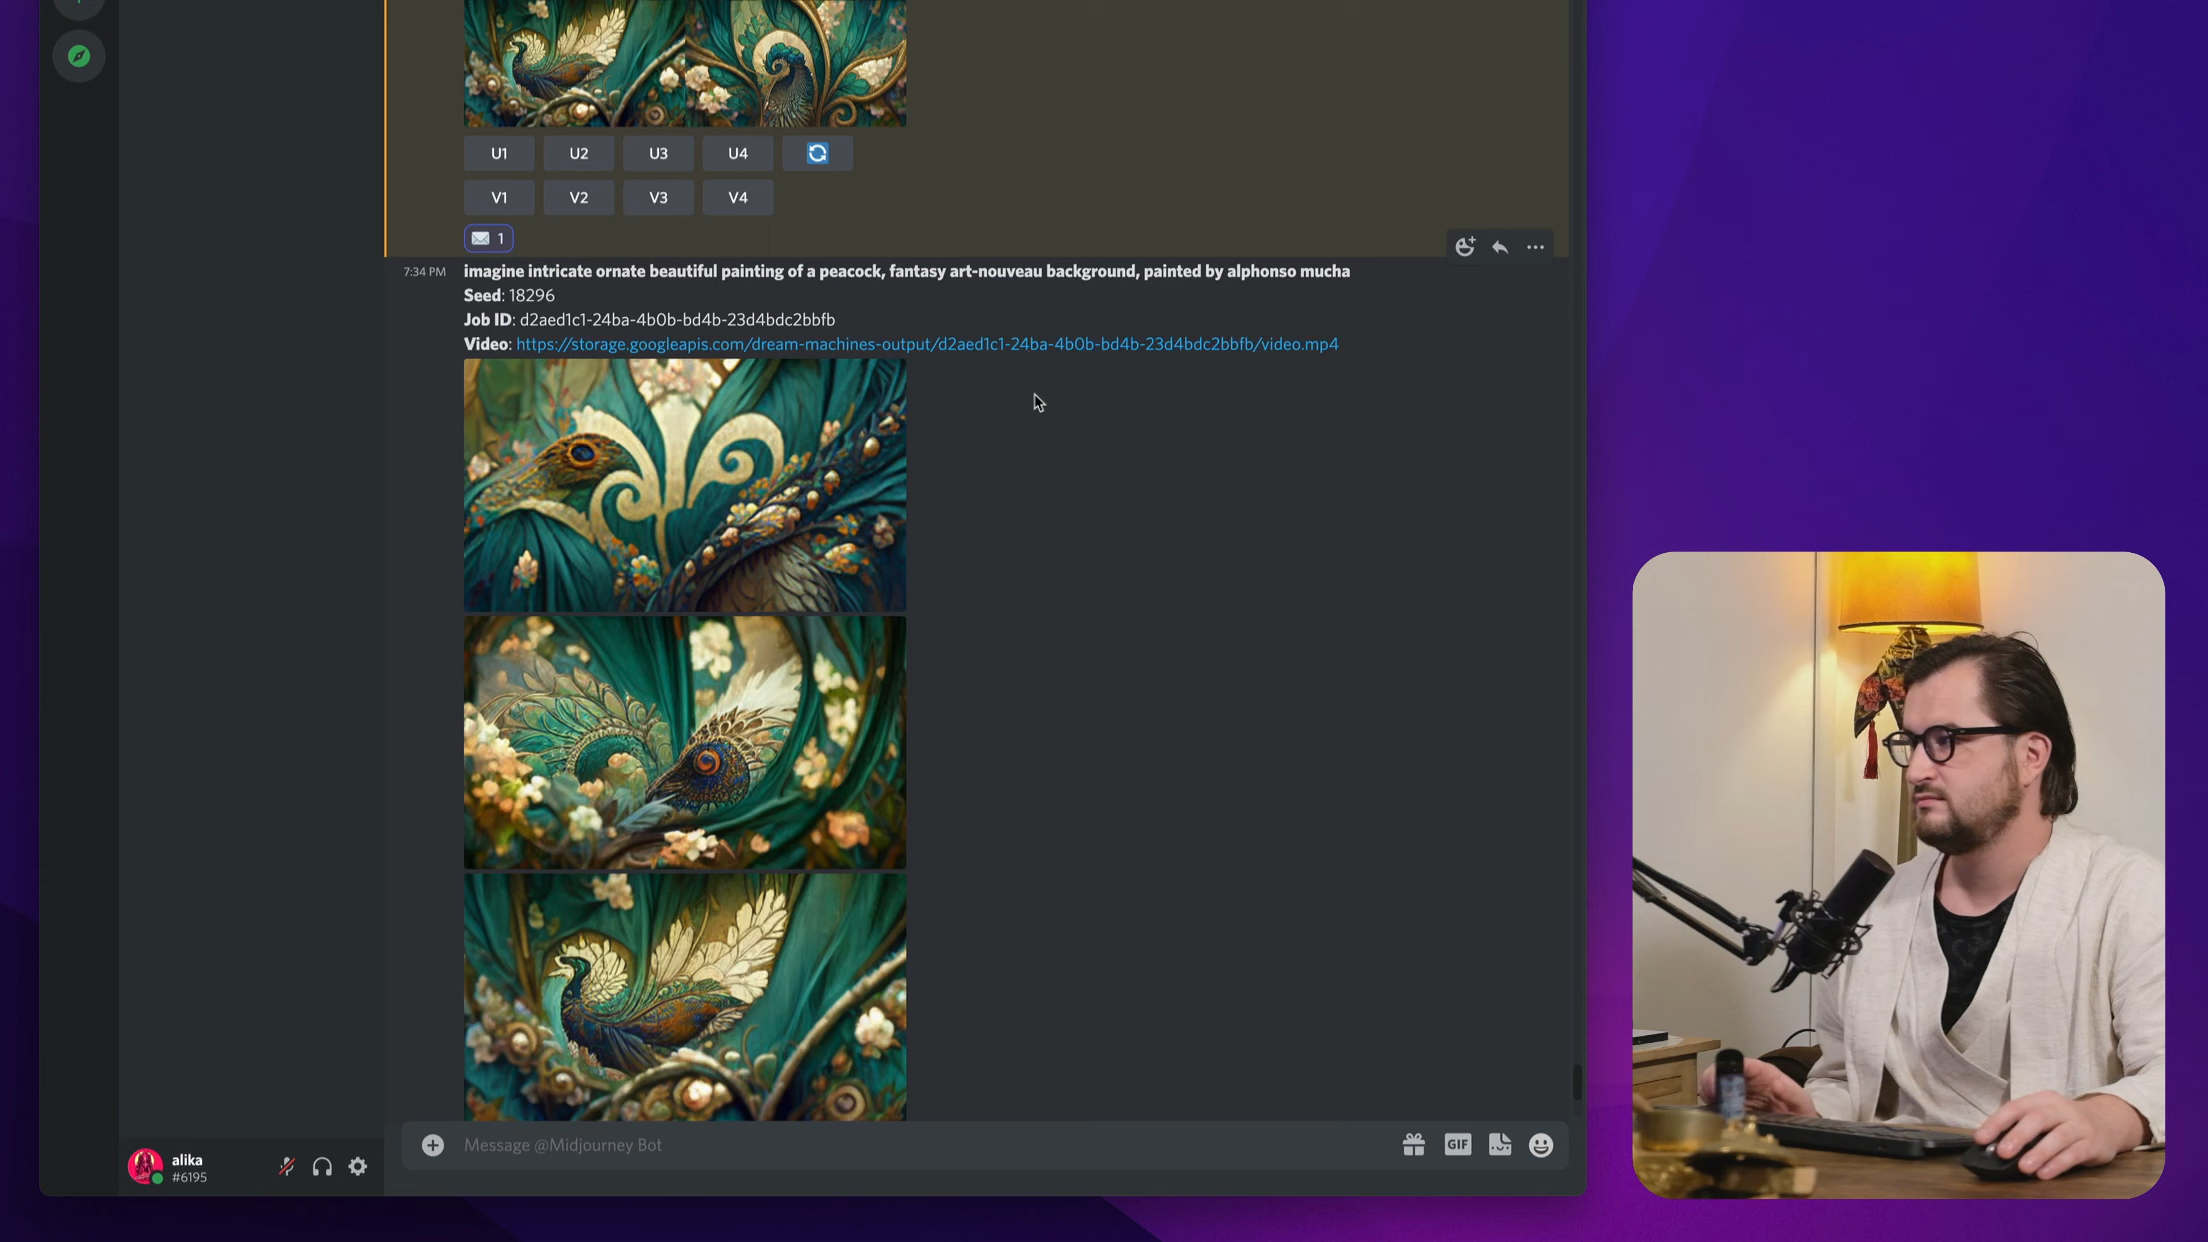 U1 U2 U3 U4
V1 V2 V3 V4
1
7:34 PM imagine intricate ornate beautiful painting of a peacock, fantasy art-nouveau background, painted by alphonso mucha
Seed: 18296
Job ID: d2aed1c1-24ba-4b0b-bd4b-23d4bdc2bbfb
Video: https://storage.googleapis.com/dream-machines-output/d2aed1c1-24ba-4b0b-bd4b-23d4bdc2bbfb/video.mp4
Message @Midjourney Bot
GIF
alika
#6195